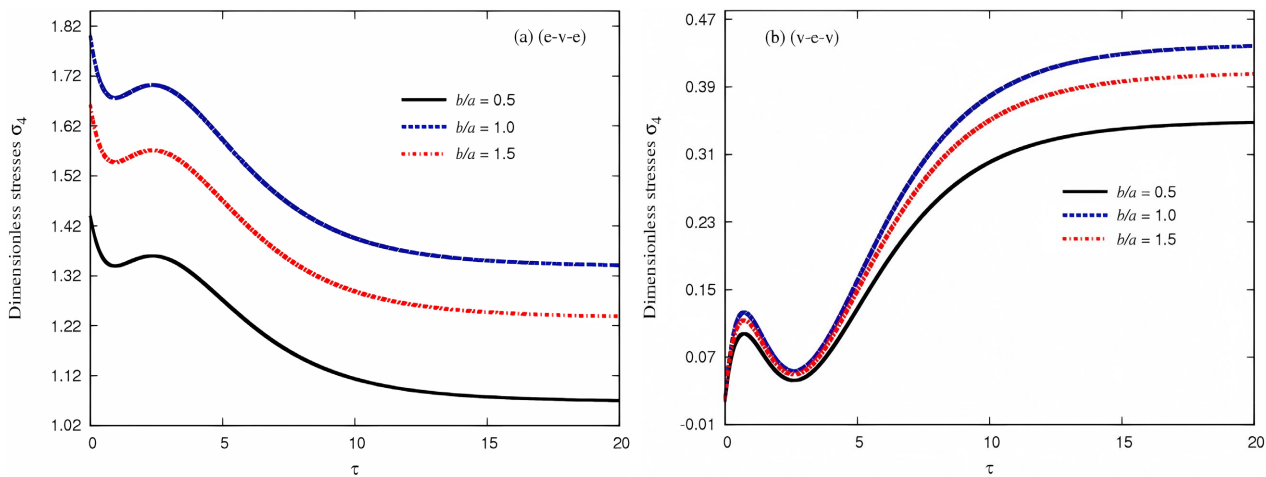 Dimensionless stresses σ4
1.82
1.72
1.62
1.52
1.42
1.32
1.22
1.12
1.02
(a) (e-v-e)
b/a = 0.5
b/a = 1.0
b/a = 1.5
0 5 10 15 20
τ
Dimensionless stresses σ4
0.47
0.39
0.31
0.23
0.15
0.07
-0.01
(b) (v-e-v)
b/a = 0.5
b/a = 1.0
b/a = 1.5
0 5 10 15 20
τ